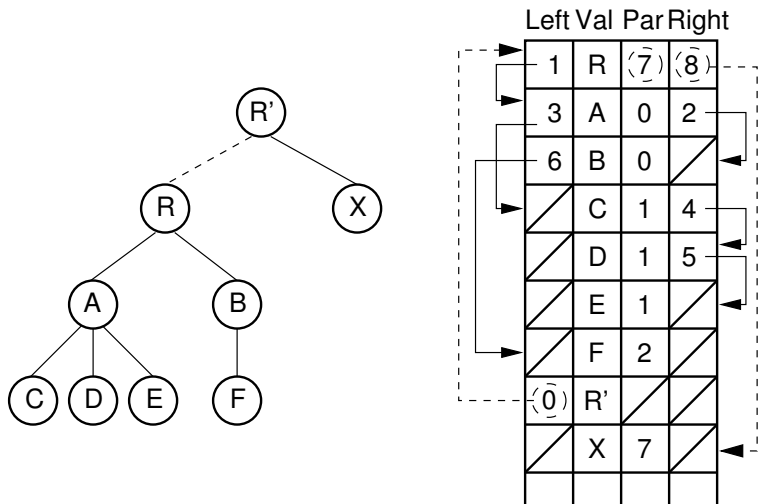 Left Val Par Right
1 R 7 8
R'
3 A 0 2
6 B 0
R X
C 1 4
D 1 5
A B
E 1
F 2
C D E F
0 R'
X 7